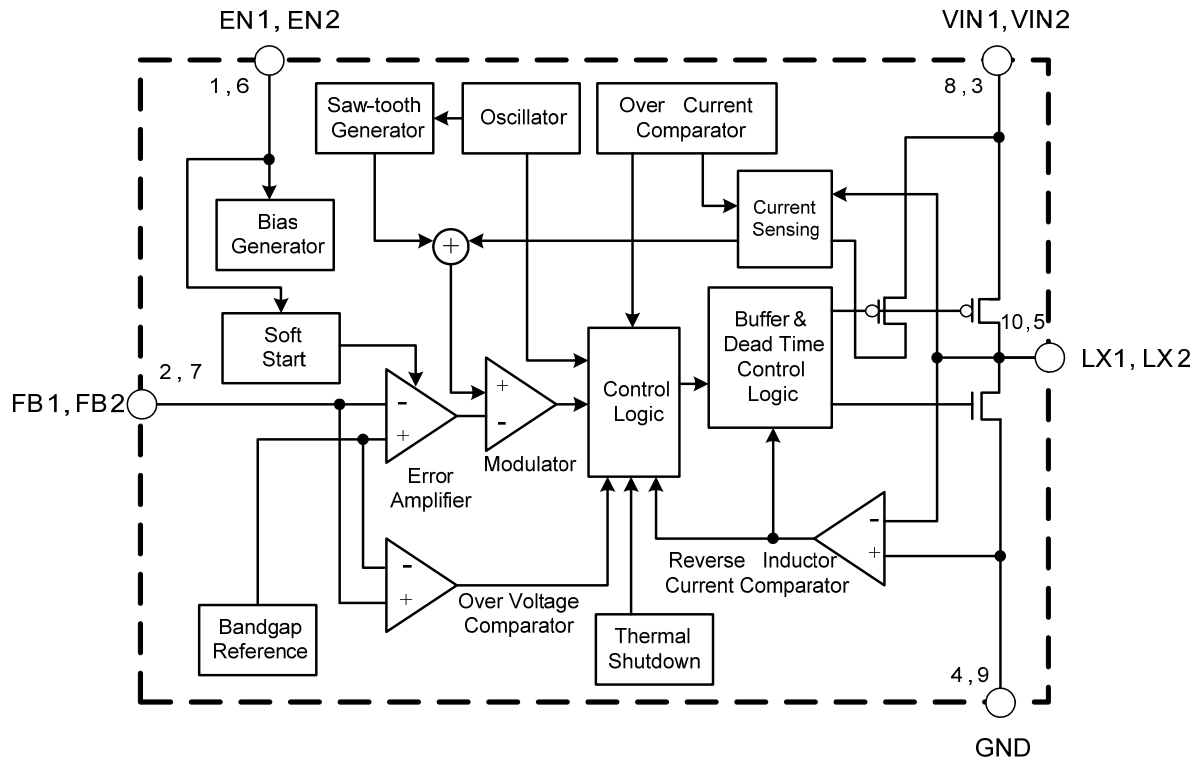 EN1, EN2
VIN1, VIN2
1, 6
8, 3
Saw-tooth
Generator
Oscillator
Over Current
Comparator
Current
Sensing
Bias
Generator
+
Soft
Start
Buffer &
Dead Time
Control
Logic
10, 5
LX1, LX2
2, 7
FB1, FB2
Control
Logic
+
-
-
+
Modulator
Error
Amplifier
-
+
Reverse Inductor
Current Comparator
-
+
Over Voltage
Comparator
Bandgap
Reference
Thermal
Shutdown
4, 9
GND